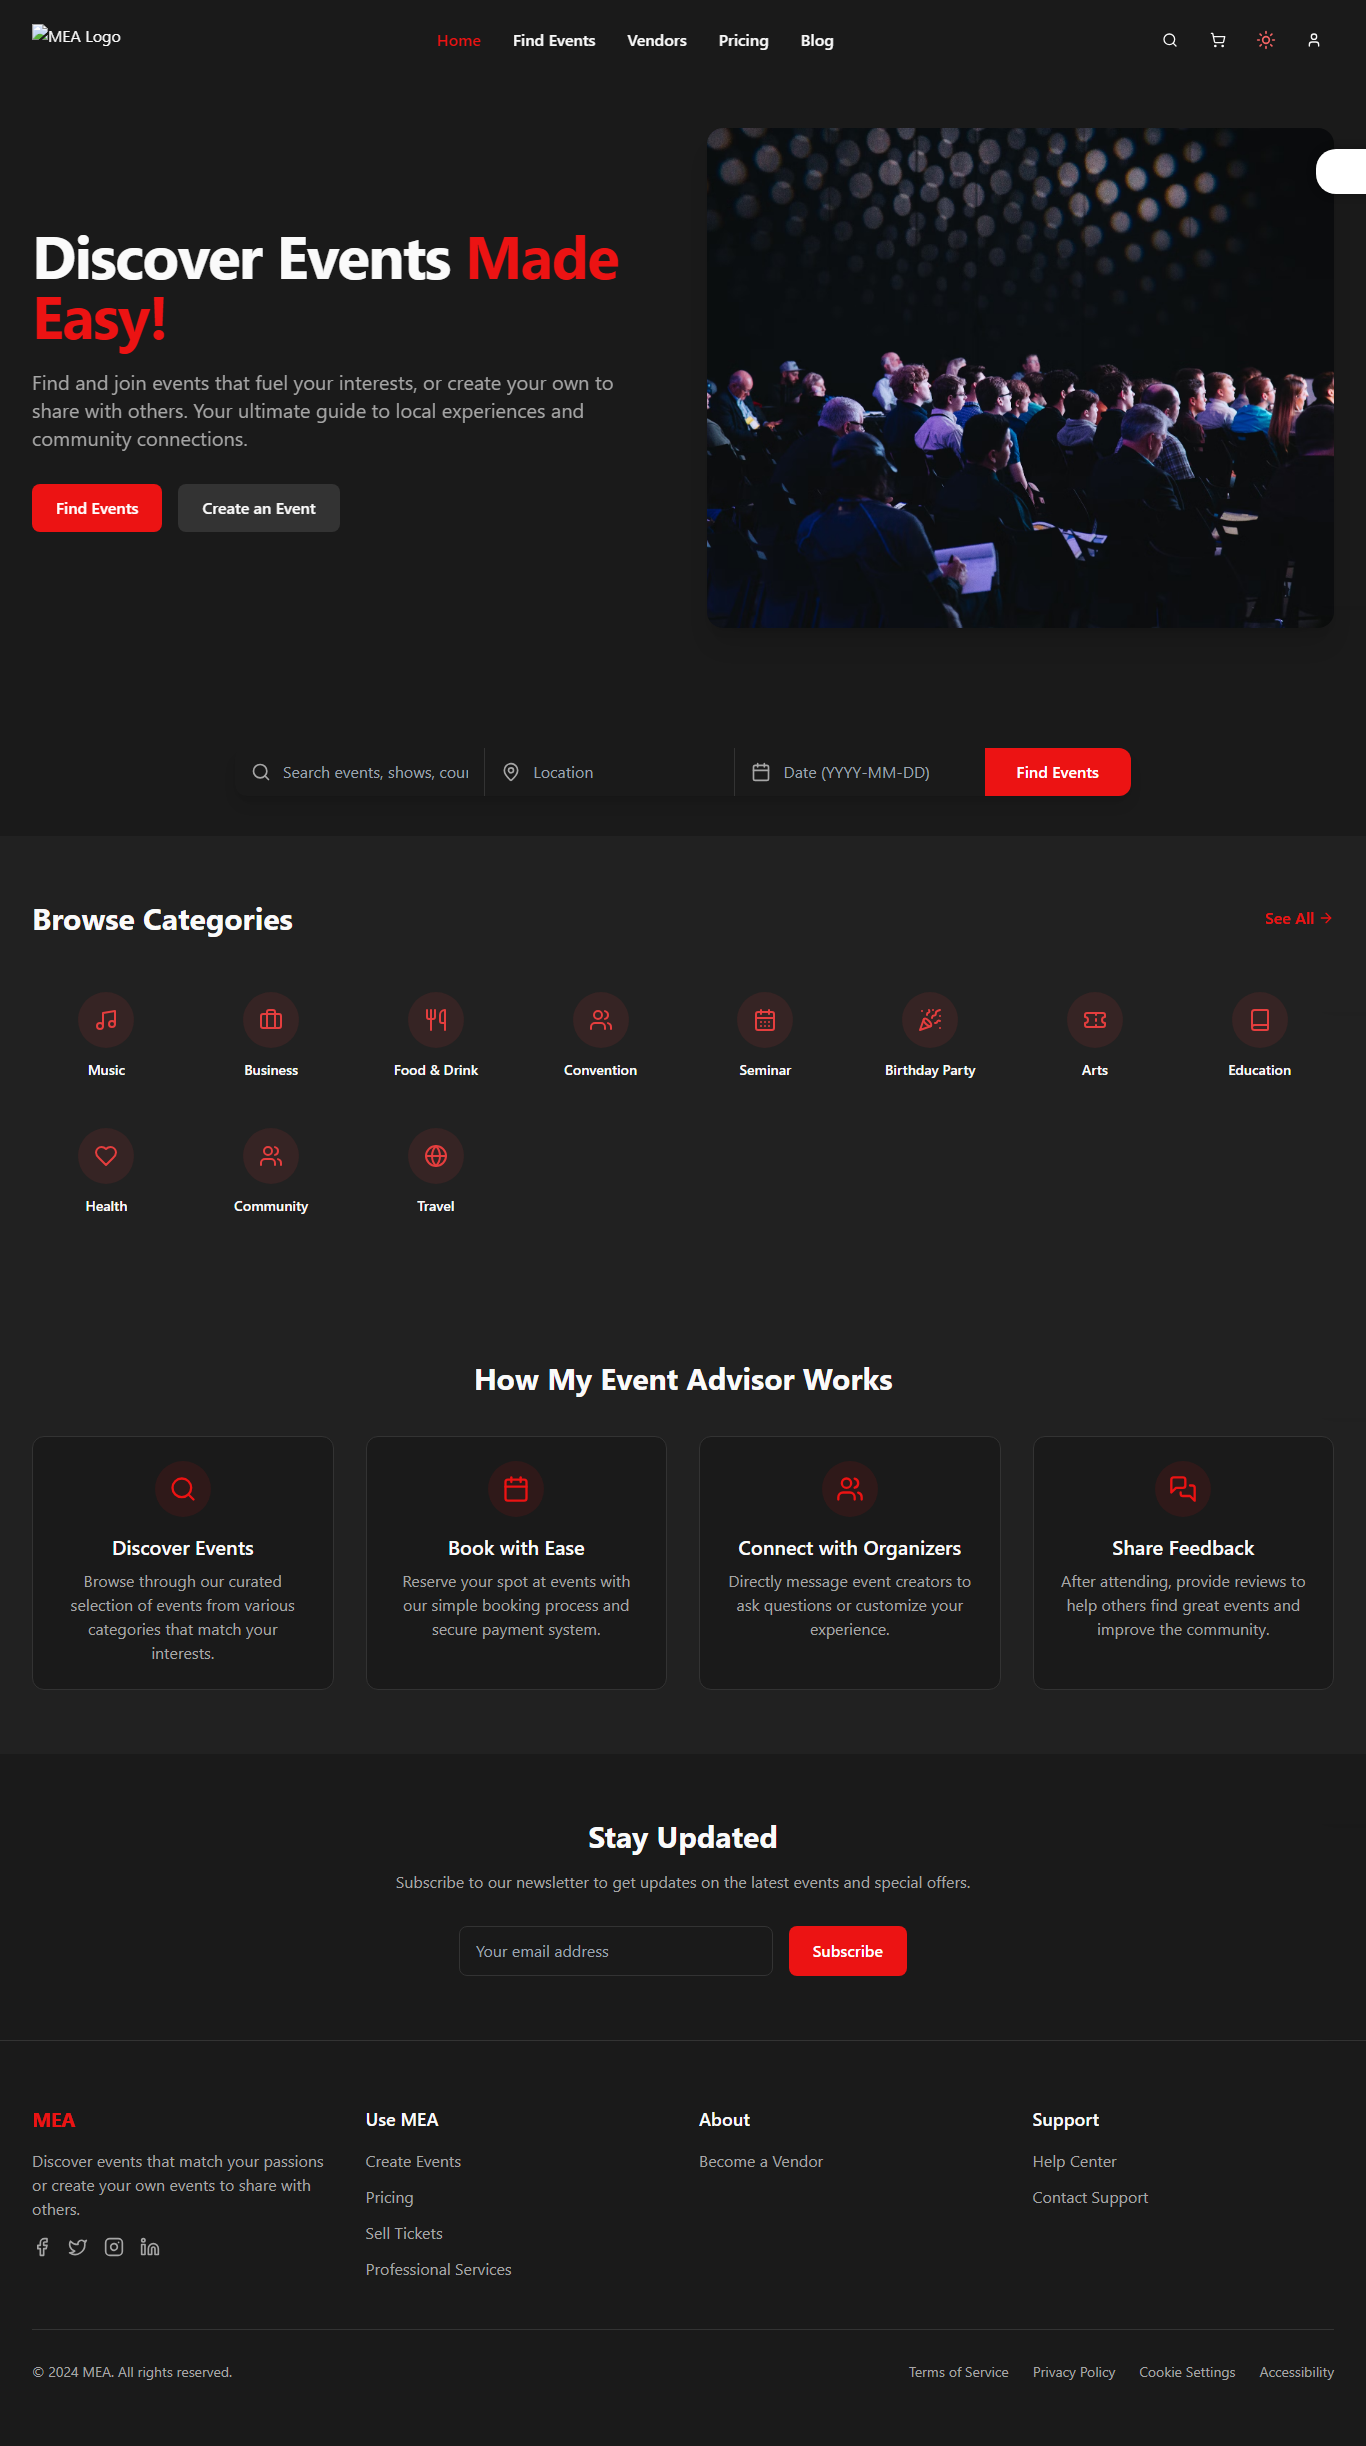 MEA Logo
Home
Find Events
Vendors
Pricing
Blog
Discover Events Made
Easy!
Find and join events that fuel your interests, or create your own to
share with others. Your ultimate guide to local experiences and
community connections.
Find Events
Create an Event
Search events, shows, cour
Location
Date (YYYY-MM-DD)
Find Events
Browse Categories
See All
Music
Business
Food & Drink
Convention
Seminar
Birthday Party
Arts
Education
Health
Community
Travel
How My Event Advisor Works
Discover Events
Browse through our curated
selection of events from various
categories that match your
interests.
Book with Ease
Reserve your spot at events with
our simple booking process and
secure payment system.
Connect with Organizers
Directly message event creators to
ask questions or customize your
experience.
Share Feedback
After attending, provide reviews to
help others find great events and
improve the community.
Stay Updated
Subscribe to our newsletter to get updates on the latest events and special offers.
Your email address
Subscribe
MEA
Discover events that match your passions
or create your own events to share with
others.
Use MEA
Create Events
Pricing
Sell Tickets
Professional Services
About
Become a Vendor
Support
Help Center
Contact Support
© 2024 MEA. All rights reserved.
Terms of Service
Privacy Policy
Cookie Settings
Accessibility